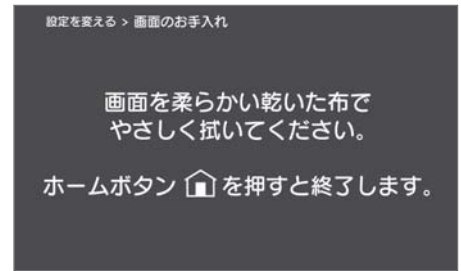 設定を変える > 画面のお手入れ
画面を柔らかい乾いた布で
やさしく拭いてください。
ホームボタン を押すと終了します。